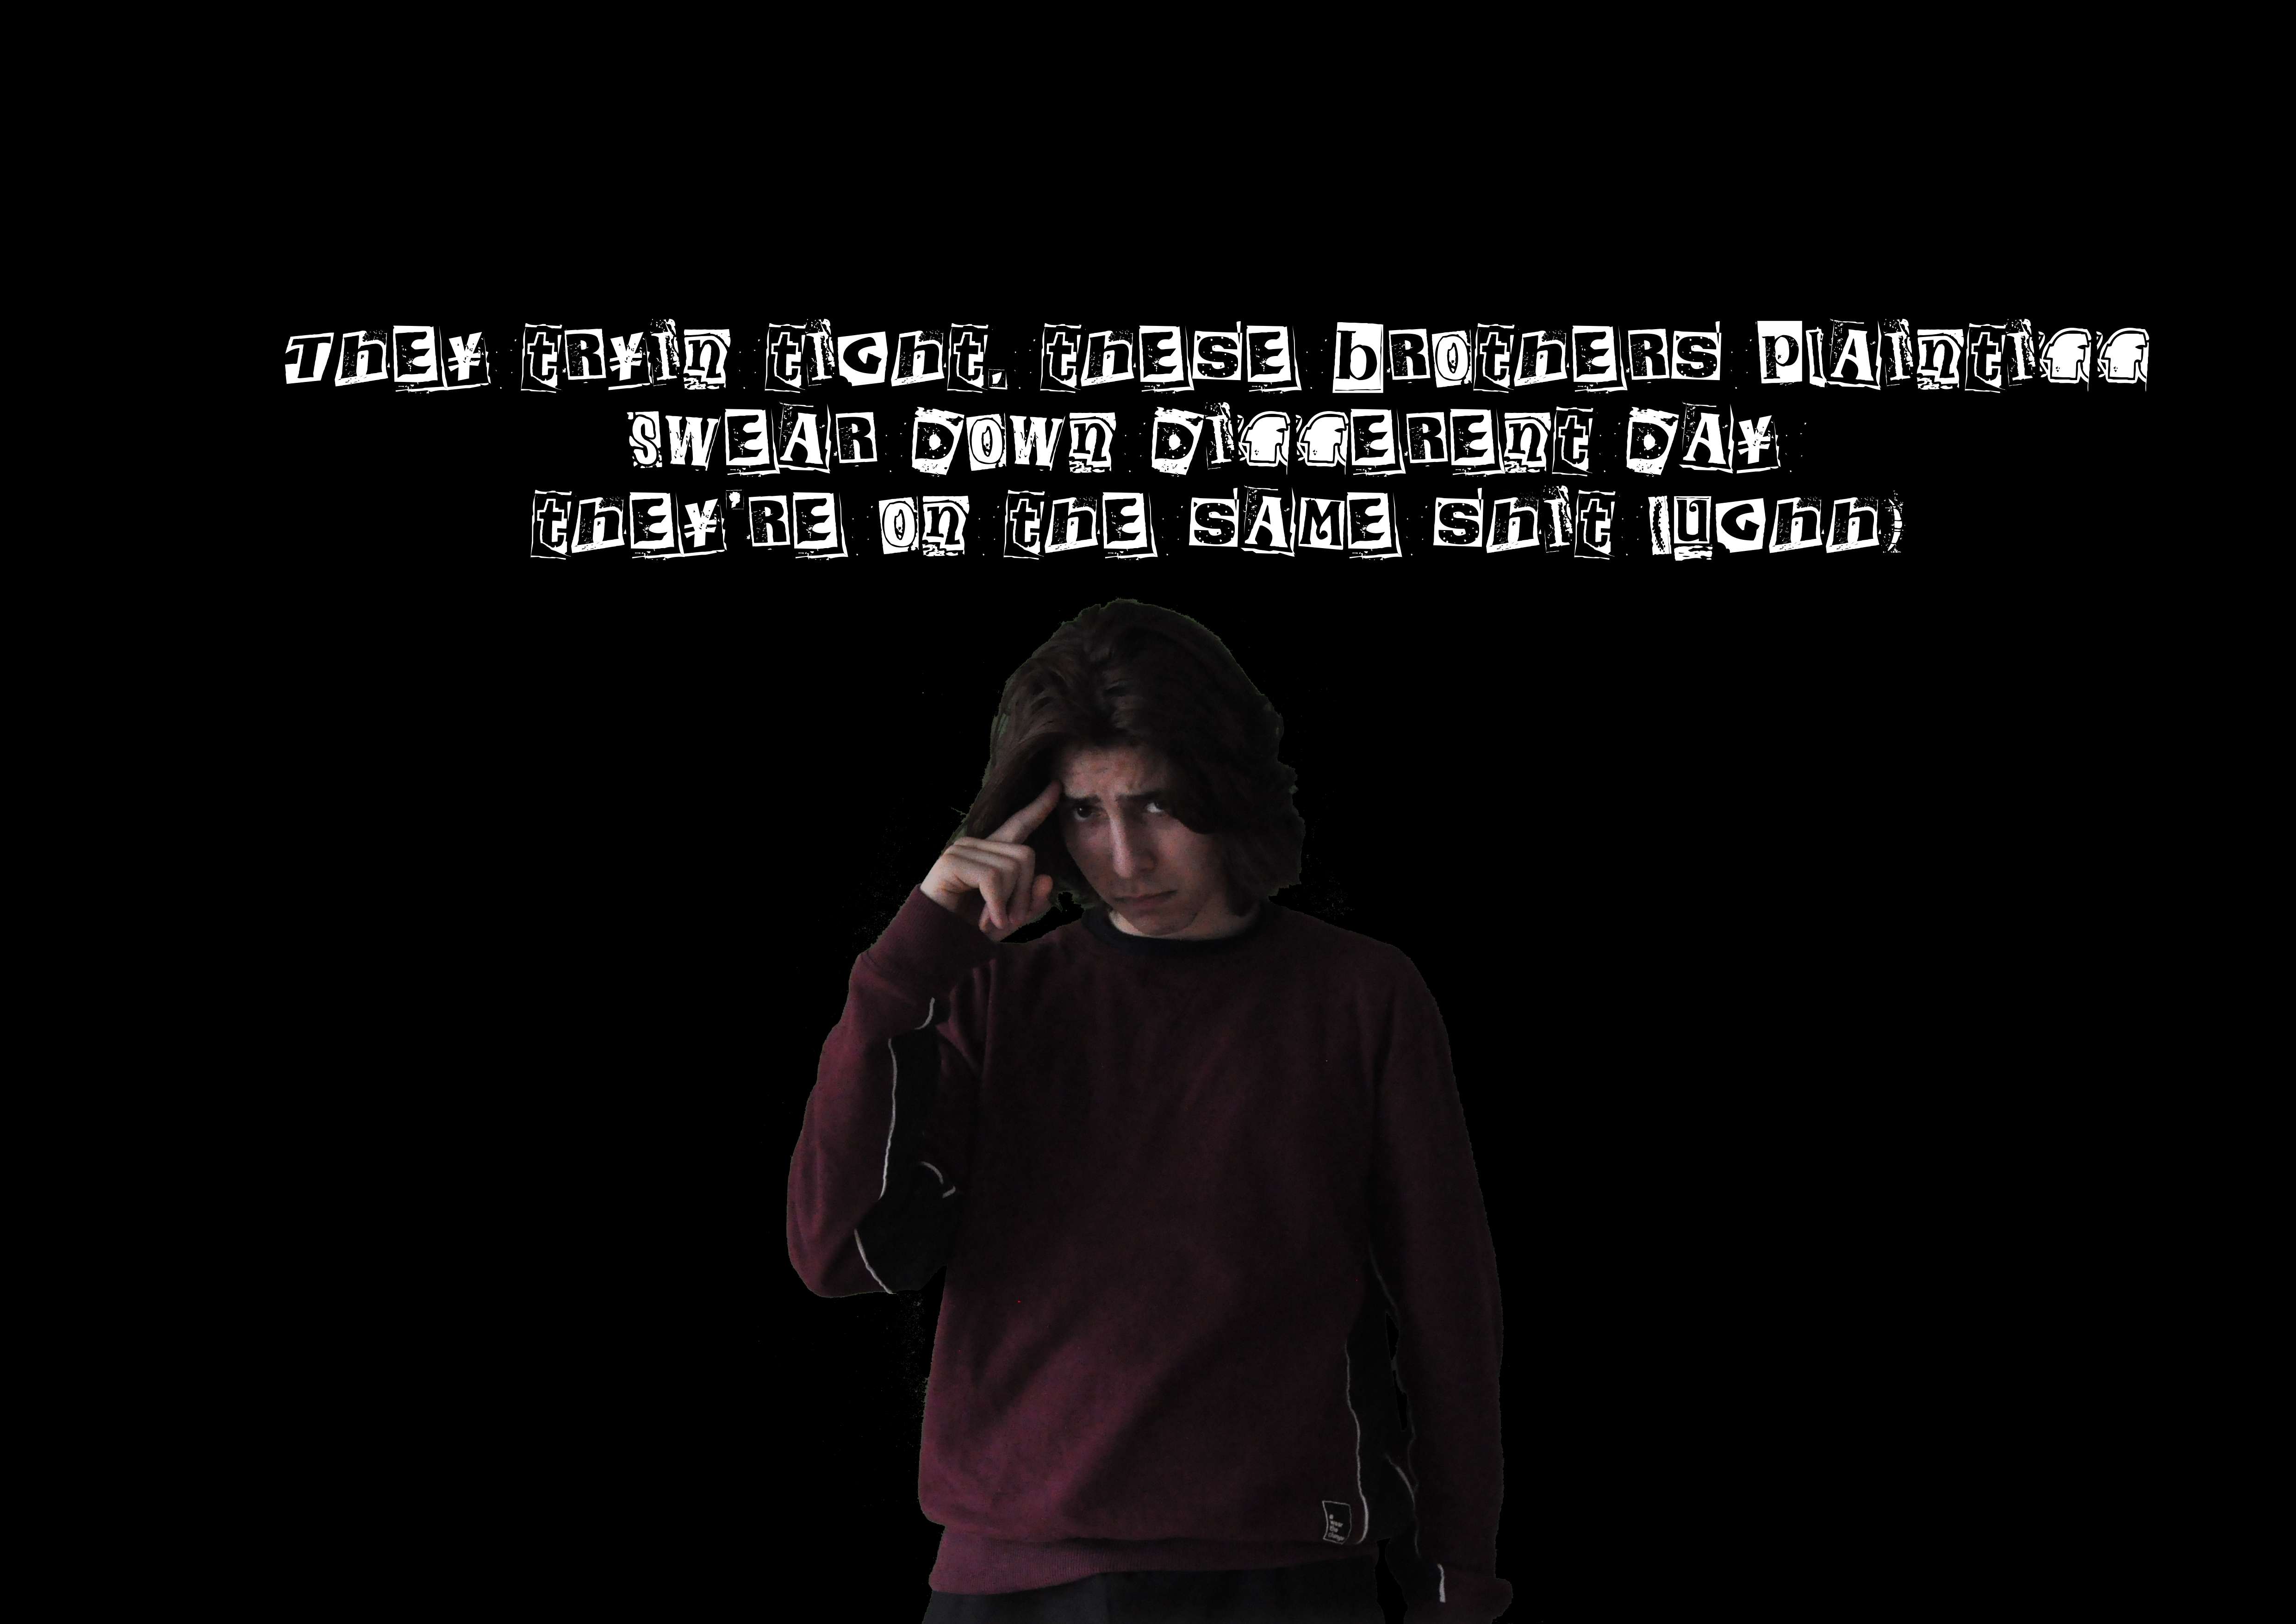 They tryin tight. these brothers plaintiff
swear down different day
they're on the same shit (ughh)